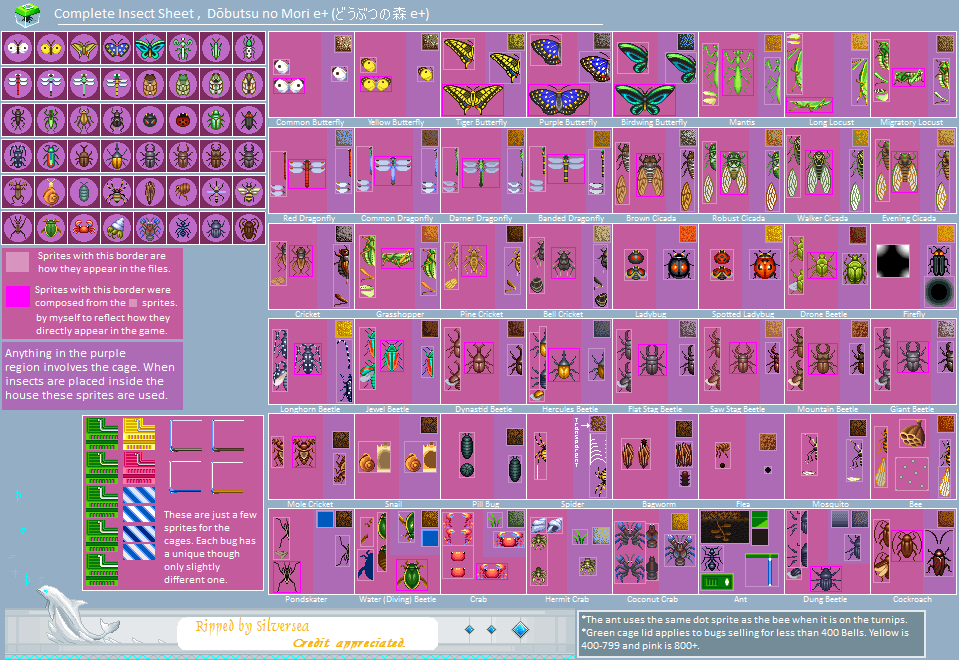 Complete Insect Sheet , Dōbutsu no Mori e+ (どうぶつの森 e+)
Common Butterfly
Yellow Butterfly
Tiger Butterfly
Purple Butterfly
Birdwing Butterfly
Mantis
Long Locust
Migratory Locust
Red Dragonfly
Common Dragonfly
Darner Dragonfly
Banded Dragonfly
Brown Cicada
Robust Cicada
Walker Cicada
Evening Cicada
Sprites with this border are
how they appear in the files.
Sprites with this border were
composed from the sprites.
by myself to reflect how they
directly appear in the game.
Cricket
Grasshopper
Pine Cricket
Bell Cricket
Ladybug
Spotted Ladybug
Drone Beetle
Firefly
Anything in the purple
region involves the cage. When
insects are placed inside the
house these sprites are used.
Longhorn Beetle
Jewel Beetle
Dynastid Beetle
Hercules Beetle
Flat Stag Beetle
Saw Stag Beetle
Mountain Beetle
Giant Beetle
Mole Cricket
Snail
Pill Bug
Spider
Bagworm
Flea
Mosquito
Bee
These are just a few
sprites for the
cages. Each bug has
a unique though
only slightly
different one.
Pondskater
Water (Diving) Beetle
Crab
Hermit Crab
Coconut Crab
Ant
Dung Beetle
Cockroach
Ripped by Silversea
Credit appreciated.
*The ant uses the same dot sprite as the bee when it is on the turnips.
*Green cage lid applies to bugs selling for less than 400 Bells. Yellow is
400-799 and pink is 800+.